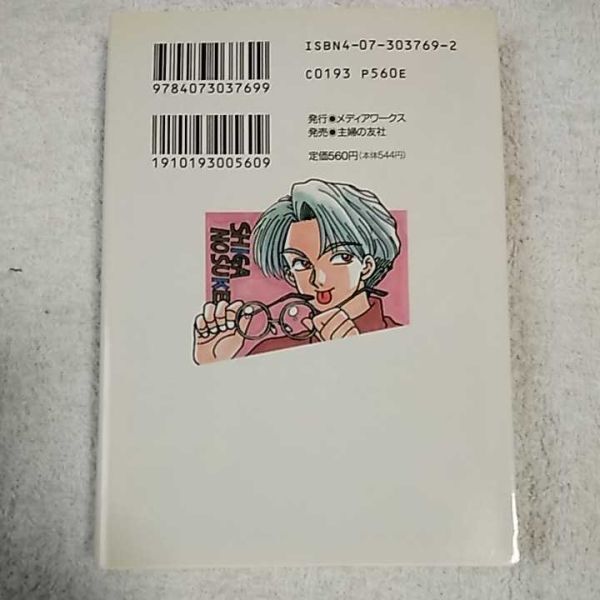 ISBN4-07-303769-2
C0193 P560E
9784073037699
発行●メディアワークス
発売●主婦の友社
定価560円(本体544円)
1910193005609
SHIGA
NOSUKE